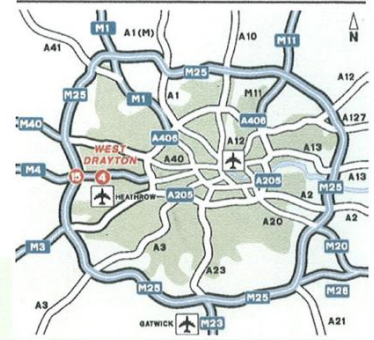 M1
A1(M)
A10
M11
N
A41
M25
A12
M25
M1
A1
M11
A127
M40
A406
A406
A12
A13
WEST
DRAYTON
A40
A13
M4
15
4
A205
M25
HEATHROW
A205
A2
A2
A20
M3
A3
M20
A23
M25
M25
M26
A3
GATWICK
M23
A21